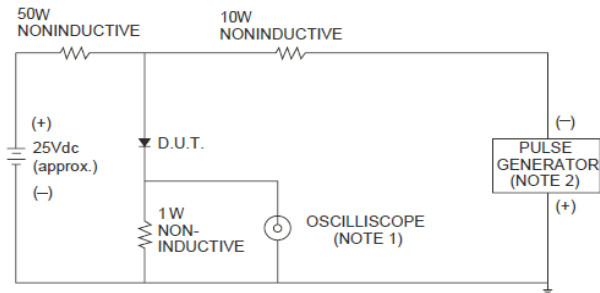 50W
NONINDUCTIVE
10W
NONINDUCTIVE
(+)
25Vdc
(approx.)
(–)
D.U.T.
1W
NON-
INDUCTIVE
OSCILLISCOPE
(NOTE 1)
(–)
PULSE
GENERATOR
(NOTE 2)
(+)